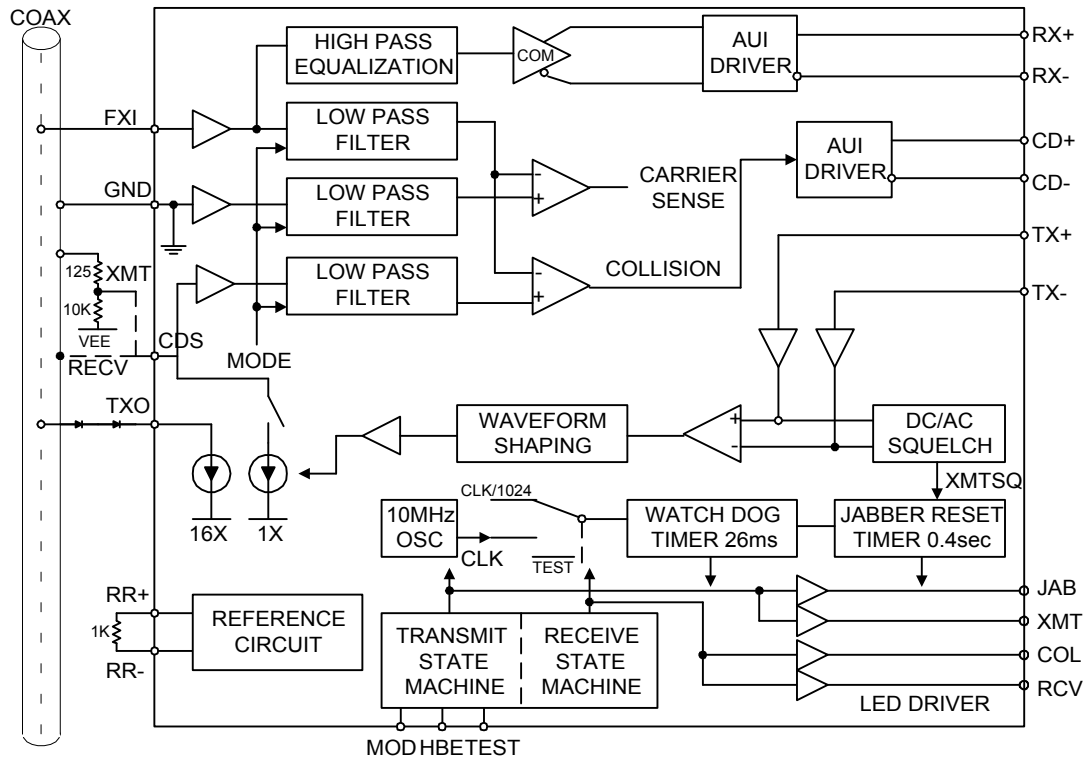 COAX
HIGH PASS
EQUALIZATION
COM
AUI
DRIVER
RX+
RX-
FXI
LOW PASS
FILTER
AUI
DRIVER
CD+
CD-
GND
LOW PASS
FILTER
-
+
CARRIER
SENSE
TX+
125
XMT
LOW PASS
FILTER
-
+
COLLISION
TX-
10K
VEE
CDS
RECV
MODE
TXO
WAVEFORM
SHAPING
+
-
DC/AC
SQUELCH
XMTSQ
16X
1X
10MHz
OSC
CLK/1024
CLK
TEST
WATCH DOG
TIMER 26ms
JABBER RESET
TIMER 0.4sec
JAB
XMT
COL
RCV
LED DRIVER
RR+
1K
RR-
REFERENCE
CIRCUIT
TRANSMIT
STATE
MACHINE
RECEIVE
STATE
MACHINE
MOD HBE TEST